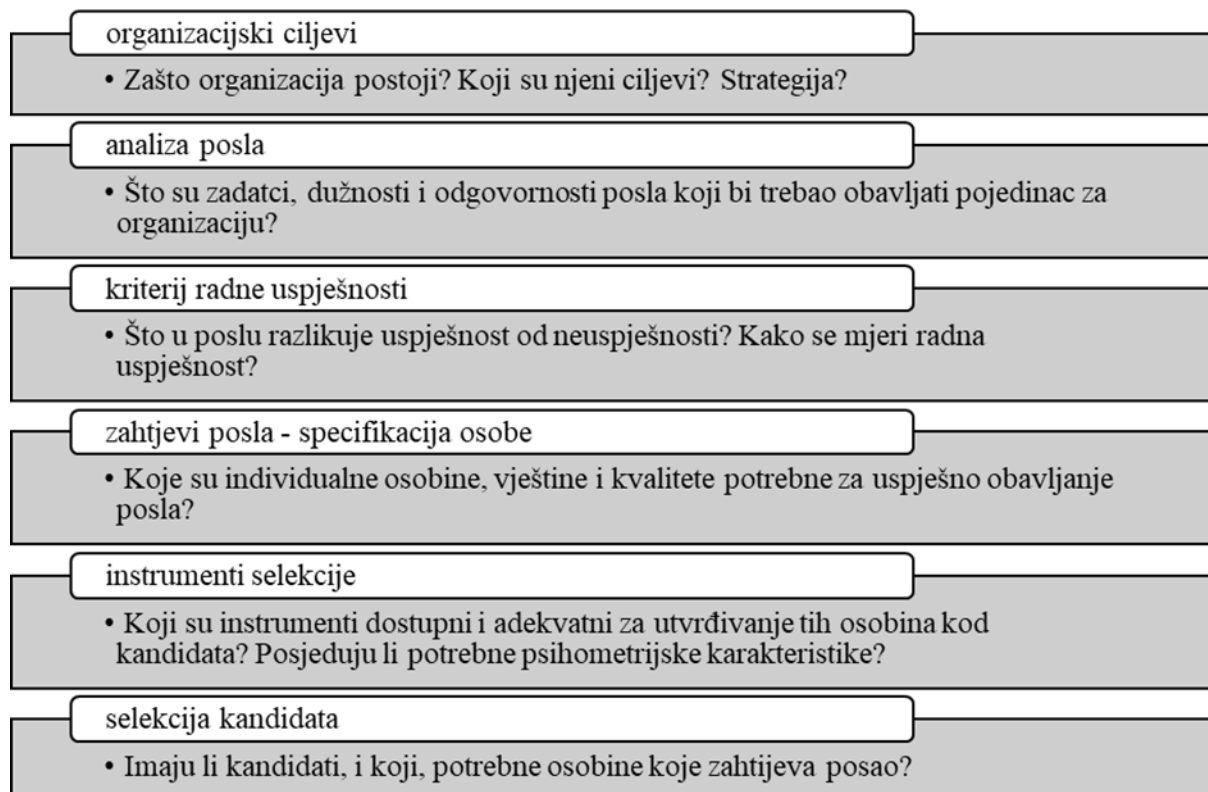 organizacijski ciljevi
• Zašto organizacija postoji? Koji su njeni ciljevi? Strategija?
analiza posla
• Što su zadatci, dužnosti i odgovornosti posla koji bi trebao obavljati pojedinac za
organizaciju?
kriterij radne uspješnosti
• Što u poslu razlikuje uspješnost od neuspješnosti? Kako se mjeri radna
uspješnost?
zahtjevi posla - specifikacija osobe
• Koje su individualne osobine, vještine i kvalitete potrebne za uspješno obavljanje
posla?
instrumenti selekcije
• Koji su instrumenti dostupni i adekvatni za utvrđivanje tih osobina kod
kandidata? Posjeduju li potrebne psihometrijske karakteristike?
selekcija kandidata
• Imaju li kandidati, i koji, potrebne osobine koje zahtijeva posao?